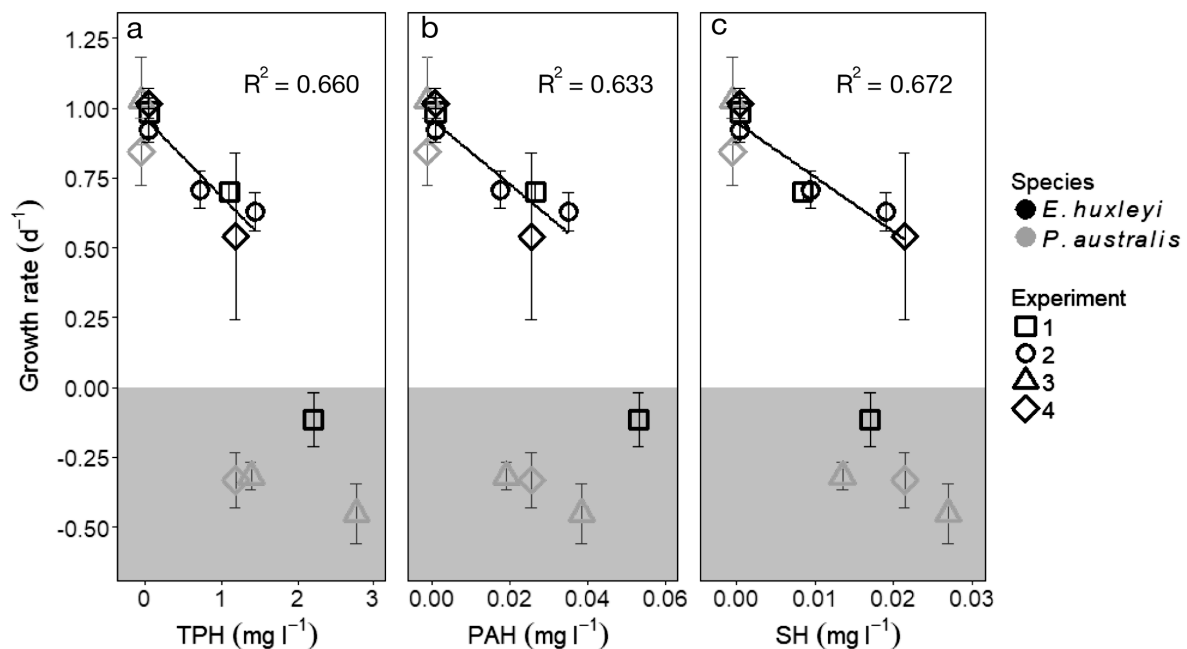 a
b
c
R² = 0.660
R² = 0.633
R² = 0.672
Growth rate (d⁻¹)
1.25
1.00
0.75
0.50
0.25
0.00
-0.25
-0.50
0 1 2 3
0.00 0.02 0.04 0.06
0.00 0.01 0.02 0.03
TPH (mg l⁻¹)
PAH (mg l⁻¹)
SH (mg l⁻¹)
Species
E. huxleyi
P. australis
Experiment
1
2
3
4